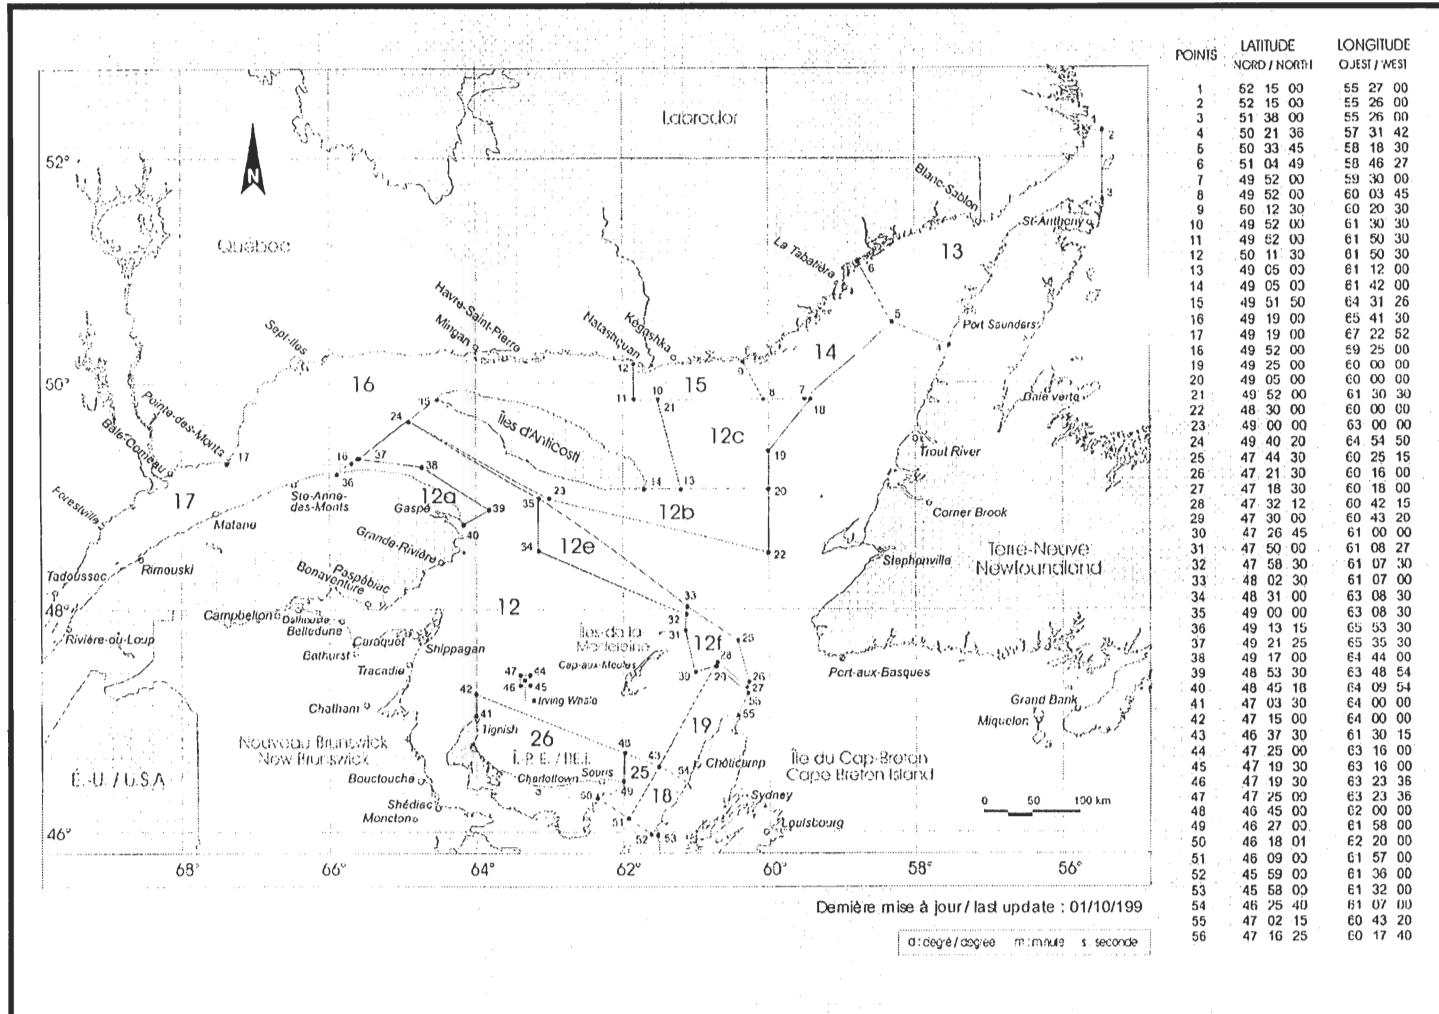 Labrador
52°
N
Québec
Blanc-Sablon
St-Anthony
La Tabatière
13
Port Saunders
Havre-Saint-Pierre
Mingan
Natashquan
Kégashka
Sept-Iles
50°
16
15
14
Baie verte
Pointe-des-Monts
Baie-Comeau
Îles d'Anticosti
12c
Trout River
Forestville
17
Ste-Anne-
des-Monts
12a
Gaspé
12b
Corner Brook
Matane
Grande-Rivière
12e
Stephenville
Terre-Neuve
Newfoundland
Tadoussac
Rimouski
Paspébiac
Bonaventure
48°
Campbellton
Dalhousie
Belledune
12
Îles de la
Madeleine
12f
Rivière-du-Loup
Caraquet
Shippagan
Bathurst
Cap-aux-Meules
Tracadie
Port-aux-Basques
Irving Whale
Grand Bank
Chatham
Miquelon
Tignish
19
Nouveau Brunswick
New Brunswick
26
Î.-P. E. / P.E.I.
Île du Cap-Breton
Cape Breton Island
É.-U. / U.S.A
Bouctouche
Charlottown
Souris
25
Chéticamp
18
Sydney
0 50 100 km
Shédiac
Moncton
Louisbourg
46°
68° 66° 64° 62° 60° 58° 56°
Dernière mise à jour / last update : 01/10/199
d : degré / degree m : minute s. seconde
POINTS LATITUDE NORD / NORTH LONGITUDE OUEST / WEST
1 52 15 00 55 27 00
2 52 15 00 55 26 00
3 51 38 00 55 26 00
4 50 21 36 57 31 42
5 50 33 45 58 18 30
6 51 04 49 58 46 27
7 49 52 00 59 30 00
8 49 52 00 60 03 45
9 50 12 30 60 20 30
10 49 52 00 61 30 30
11 49 52 00 61 50 30
12 50 11 30 61 50 30
13 49 05 00 61 12 00
14 49 05 00 61 42 00
15 49 51 50 64 31 26
16 49 19 00 65 41 30
17 49 19 00 67 22 52
18 49 52 00 59 25 00
19 49 25 00 60 00 00
20 49 05 00 60 00 00
21 49 52 00 61 30 30
22 48 30 00 60 00 00
23 49 00 00 63 00 00
24 49 40 20 64 54 50
25 47 44 30 60 25 15
26 47 21 30 60 16 00
27 47 18 30 60 18 00
28 47 32 12 60 42 15
29 47 30 00 60 43 20
30 47 26 45 61 00 00
31 47 50 00 61 08 27
32 47 58 30 61 07 30
33 48 02 30 61 07 00
34 48 31 00 63 08 30
35 49 00 00 63 08 30
36 49 13 15 65 53 30
37 49 21 25 65 35 30
38 49 17 00 64 44 00
39 48 53 30 63 48 54
40 48 45 18 64 09 54
41 47 03 30 64 00 00
42 47 15 00 64 00 00
43 46 37 30 61 30 15
44 47 25 00 63 16 00
45 47 19 30 63 16 00
46 47 19 30 63 23 36
47 47 25 00 63 23 36
48 46 45 00 62 00 00
49 46 27 00 61 58 00
50 46 18 01 62 20 00
51 46 09 00 61 57 00
52 45 59 00 61 36 00
53 45 58 00 61 32 00
54 46 25 40 61 07 00
55 47 02 15 60 43 20
56 47 16 25 60 17 40